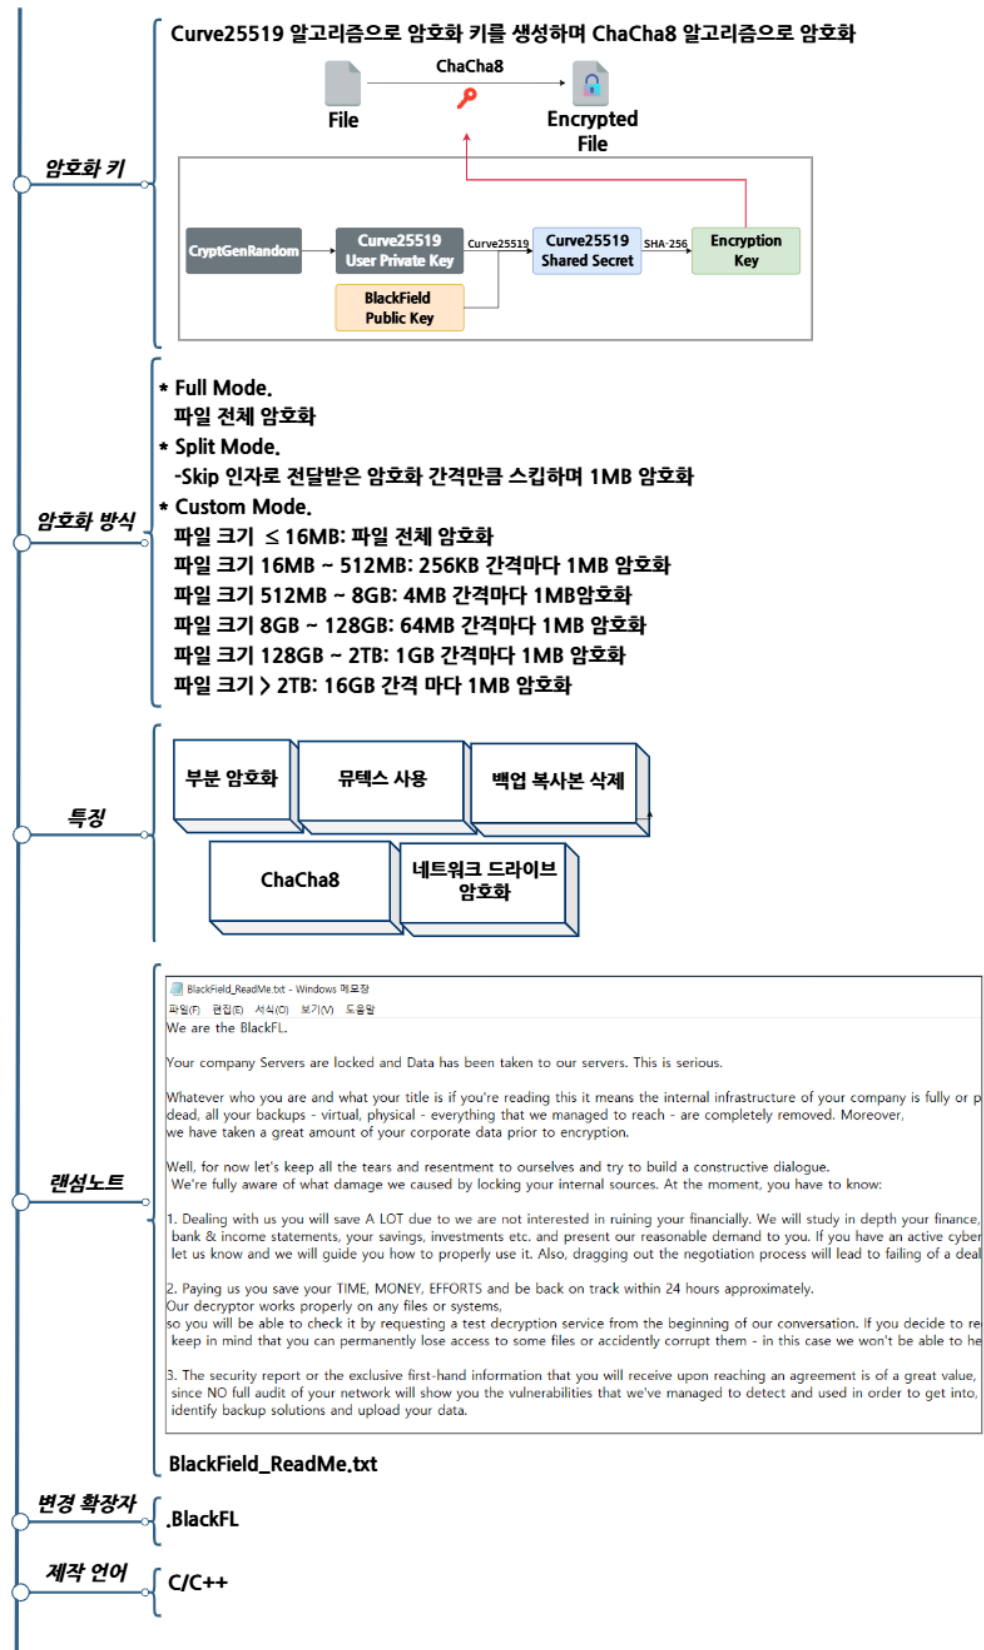 Curve25519 알고리즘으로 암호화 키를 생성하며 ChaCha8 알고리즘으로 암호화
ChaCha8
File
Encrypted
File
암호화 키
CryptGenRandom
Curve25519
User Private Key
Curve25519
Curve25519
Shared Secret
SHA-256
Encryption
Key
BlackField
Public Key
* Full Mode.
파일 전체 암호화
* Split Mode.
-Skip 인자로 전달받은 암호화 간격만큼 스킵하며 1MB 암호화
* Custom Mode.
암호화 방식
파일 크기 ≤ 16MB: 파일 전체 암호화
파일 크기 16MB ~ 512MB: 256KB 간격마다 1MB 암호화
파일 크기 512MB ~ 8GB: 4MB 간격마다 1MB암호화
파일 크기 8GB ~ 128GB: 64MB 간격마다 1MB 암호화
파일 크기 128GB ~ 2TB: 1GB 간격마다 1MB 암호화
파일 크기 > 2TB: 16GB 간격 마다 1MB 암호화
특징
부분 암호화
뮤텍스 사용
백업 복사본 삭제
ChaCha8
네트워크 드라이브
암호화
랜섬노트
BlackField_ReadMe.txt - Windows 메모장
파일(F) 편집(E) 서식(O) 보기(V) 도움말
We are the BlackFL.
Your company Servers are locked and Data has been taken to our servers. This is serious.
Whatever who you are and what your title is if you're reading this it means the internal infrastructure of your company is fully or p
dead, all your backups - virtual, physical - everything that we managed to reach - are completely removed. Moreover,
we have taken a great amount of your corporate data prior to encryption.
Well, for now let's keep all the tears and resentment to ourselves and try to build a constructive dialogue.
We're fully aware of what damage we caused by locking your internal sources. At the moment, you have to know:
1. Dealing with us you will save A LOT due to we are not interested in ruining your financially. We will study in depth your finance,
bank & income statements, your savings, investments etc. and present our reasonable demand to you. If you have an active cyber
let us know and we will guide you how to properly use it. Also, dragging out the negotiation process will lead to failing of a deal
2. Paying us you save your TIME, MONEY, EFFORTS and be back on track within 24 hours approximately.
Our decryptor works properly on any files or systems,
so you will be able to check it by requesting a test decryption service from the beginning of our conversation. If you decide to re
keep in mind that you can permanently lose access to some files or accidently corrupt them - in this case we won't be able to he
3. The security report or the exclusive first-hand information that you will receive upon reaching an agreement is of a great value,
since NO full audit of your network will show you the vulnerabilities that we've managed to detect and used in order to get into,
identify backup solutions and upload your data.
BlackField_ReadMe.txt
변경 확장자
.BlackFL
제작 언어
C/C++